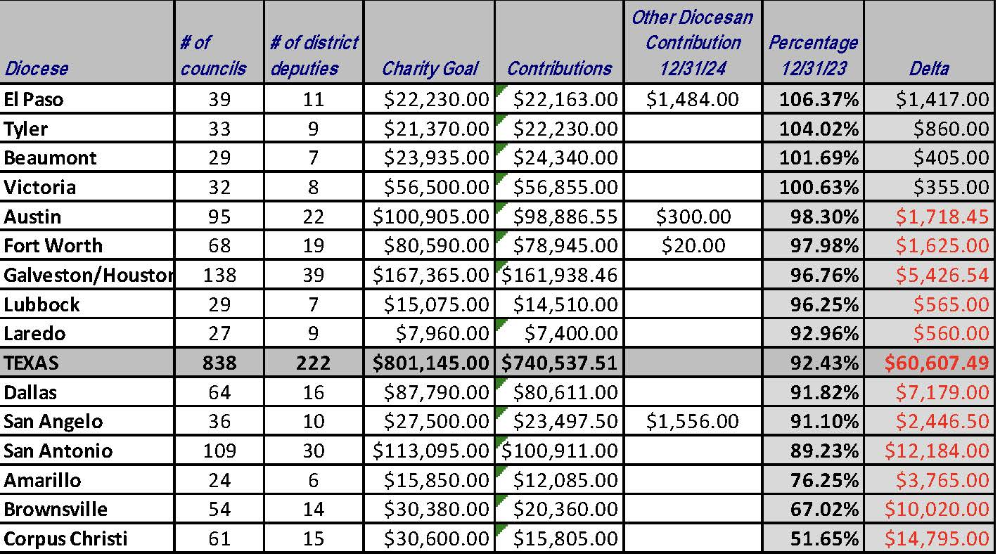 Diocese # of councils # of district deputies Charity Goal Contributions Other Diocesan Contribution 12/31/24 Percentage 12/31/23 Delta
El Paso 39 11 $22,230.00 $22,163.00 $1,484.00 106.37% $1,417.00
Tyler 33 9 $21,370.00 $22,230.00 104.02% $860.00
Beaumont 29 7 $23,935.00 $24,340.00 101.69% $405.00
Victoria 32 8 $56,500.00 $56,855.00 100.63% $355.00
Austin 95 22 $100,905.00 $98,886.55 $300.00 98.30% $1,718.45
Fort Worth 68 19 $80,590.00 $78,945.00 $20.00 97.98% $1,625.00
Galveston/Houston 138 39 $167,365.00 $161,938.46 96.76% $5,426.54
Lubbock 29 7 $15,075.00 $14,510.00 96.25% $565.00
Laredo 27 9 $7,960.00 $7,400.00 92.96% $560.00
TEXAS 838 222 $801,145.00 $740,537.51 92.43% $60,607.49
Dallas 64 16 $87,790.00 $80,611.00 91.82% $7,179.00
San Angelo 36 10 $27,500.00 $23,497.50 $1,556.00 91.10% $2,446.50
San Antonio 109 30 $113,095.00 $100,911.00 89.23% $12,184.00
Amarillo 24 6 $15,850.00 $12,085.00 76.25% $3,765.00
Brownsville 54 14 $30,380.00 $20,360.00 67.02% $10,020.00
Corpus Christi 61 15 $30,600.00 $15,805.00 51.65% $14,795.00